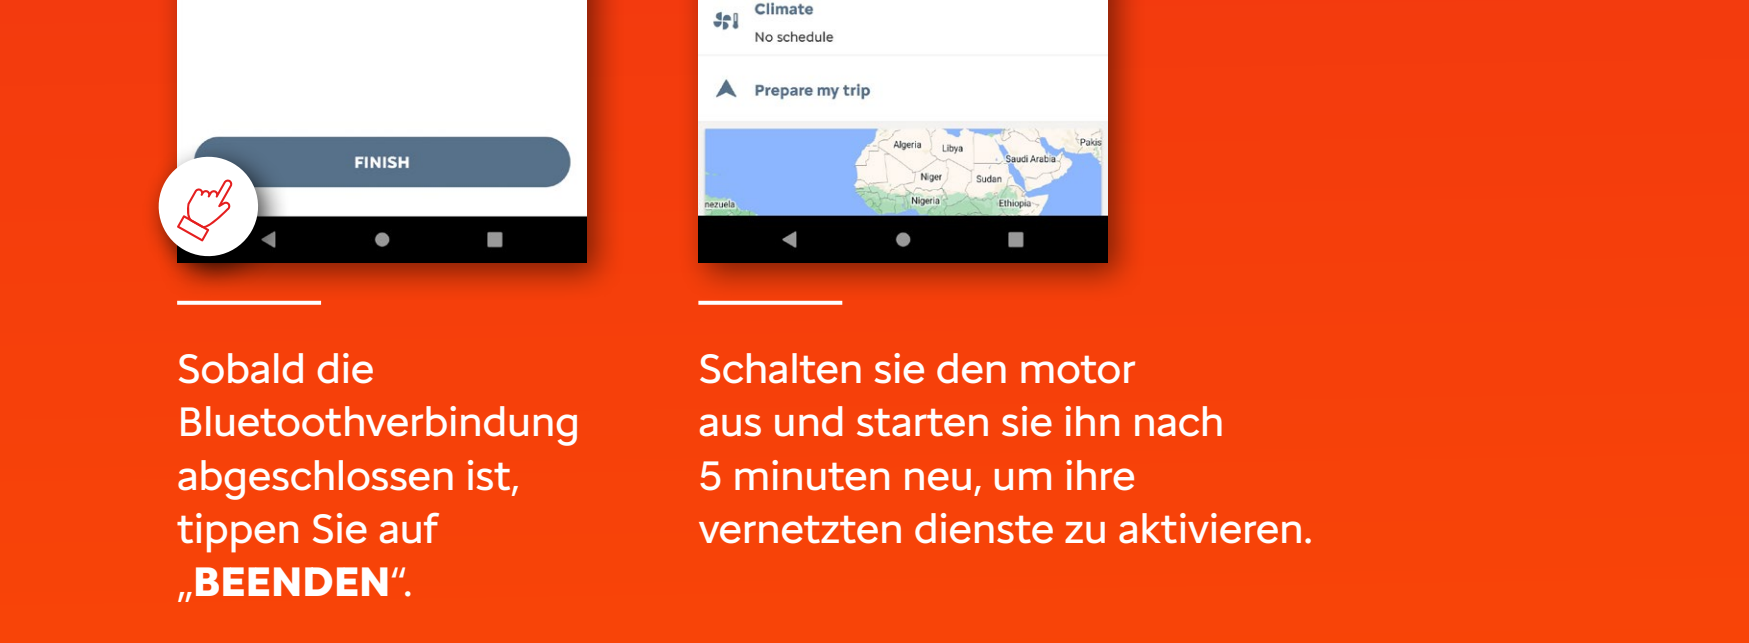 Climate
No schedule
Prepare my trip
FINISH
Algeria
Libya
Saudi Arabia
Pakis
Niger
Sudan
nezuela
Nigeria
Ethiopia
Sobald die
Bluetoothverbindung
abgeschlossen ist,
tippen Sie auf
„BEENDEN“.
Schalten sie den motor
aus und starten sie ihn nach
5 minuten neu, um ihre
vernetzten dienste zu aktivieren.